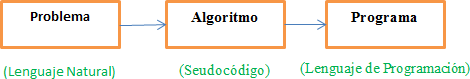 Problema
Algoritmo
Programa
(Lenguaje Natural)
(Seudocódigo)
(Lenguaje de Programación)